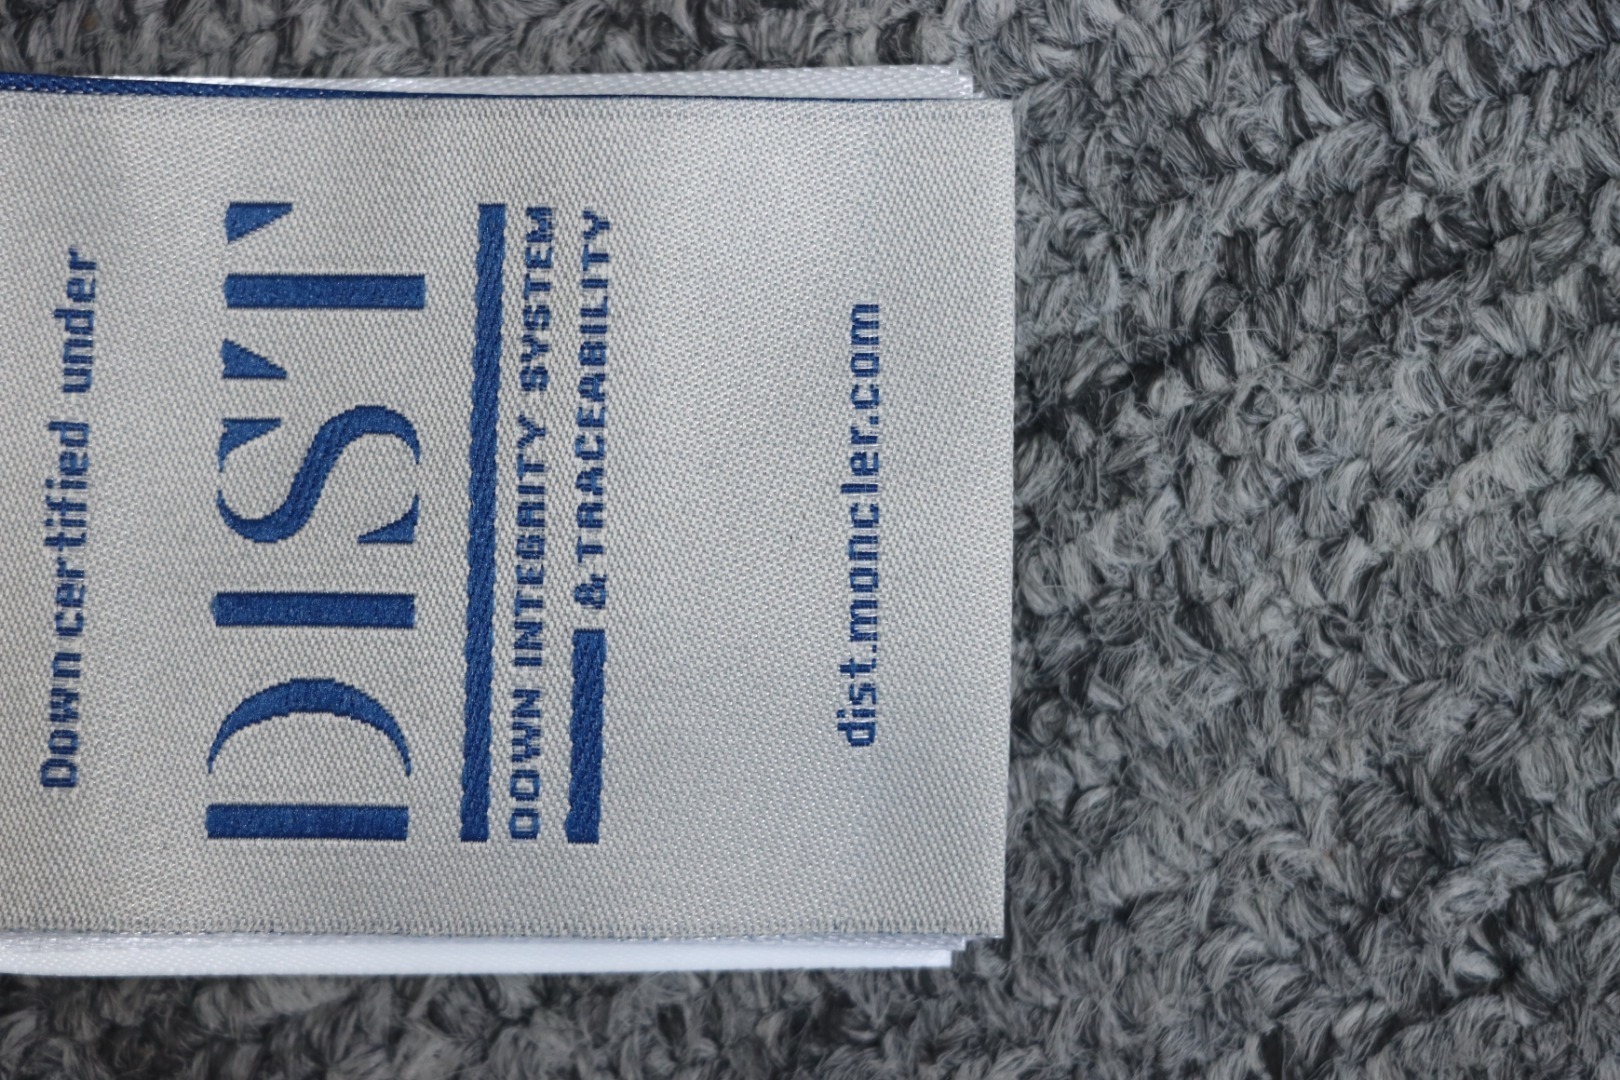 Down certified under
DIST
DOWN INTEGRITY SYSTEM
& TRACEABILITY
dist.moncler.com